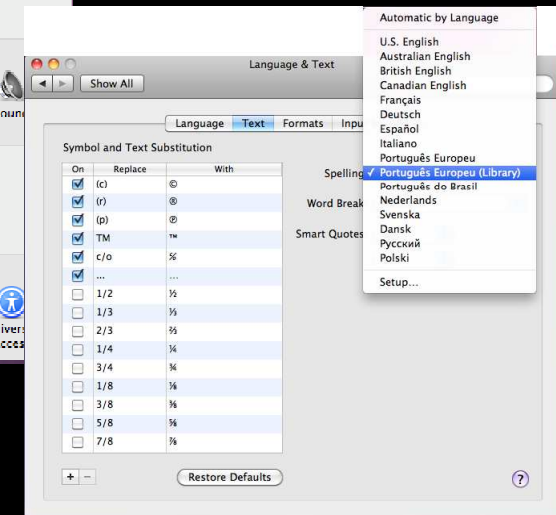 Automatic by Language
U.S. English
Australian English
British English
Canadian English
Français
Deutsch
Español
Italiano
Português Europeu
✓ Português Europeu (Library)
Português do Brasil
Nederlands
Svenska
Dansk
Русский
Polski
Setup...
Language & Text
Show All
Language Text Formats Inpu
Symbol and Text Substitution
On Replace With
(c) ©
(r) ®
(p) ℗
TM ™
c/o ℅
... …
1/2 ½
1/3 ⅓
2/3 ⅔
1/4 ¼
3/4 ¾
1/8 ⅛
3/8 ⅜
5/8 ⅝
7/8 ⅞
Spelling
Word Break
Smart Quotes
+ −
Restore Defaults
?
oun
ivers
cces